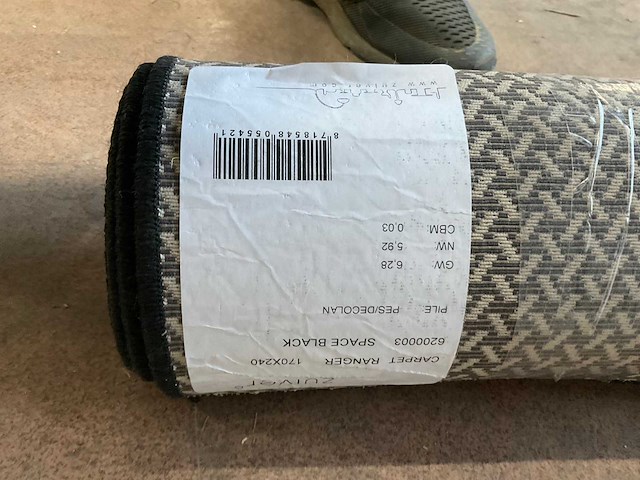 zuiver
CARPET RANGER 170X240
6200003 SPACE BLACK
PILE: PES/DECOLAN
GW: 6,28
NW: 5,92
CBM: 0,03
8 718548 055421
www.zuiver.com